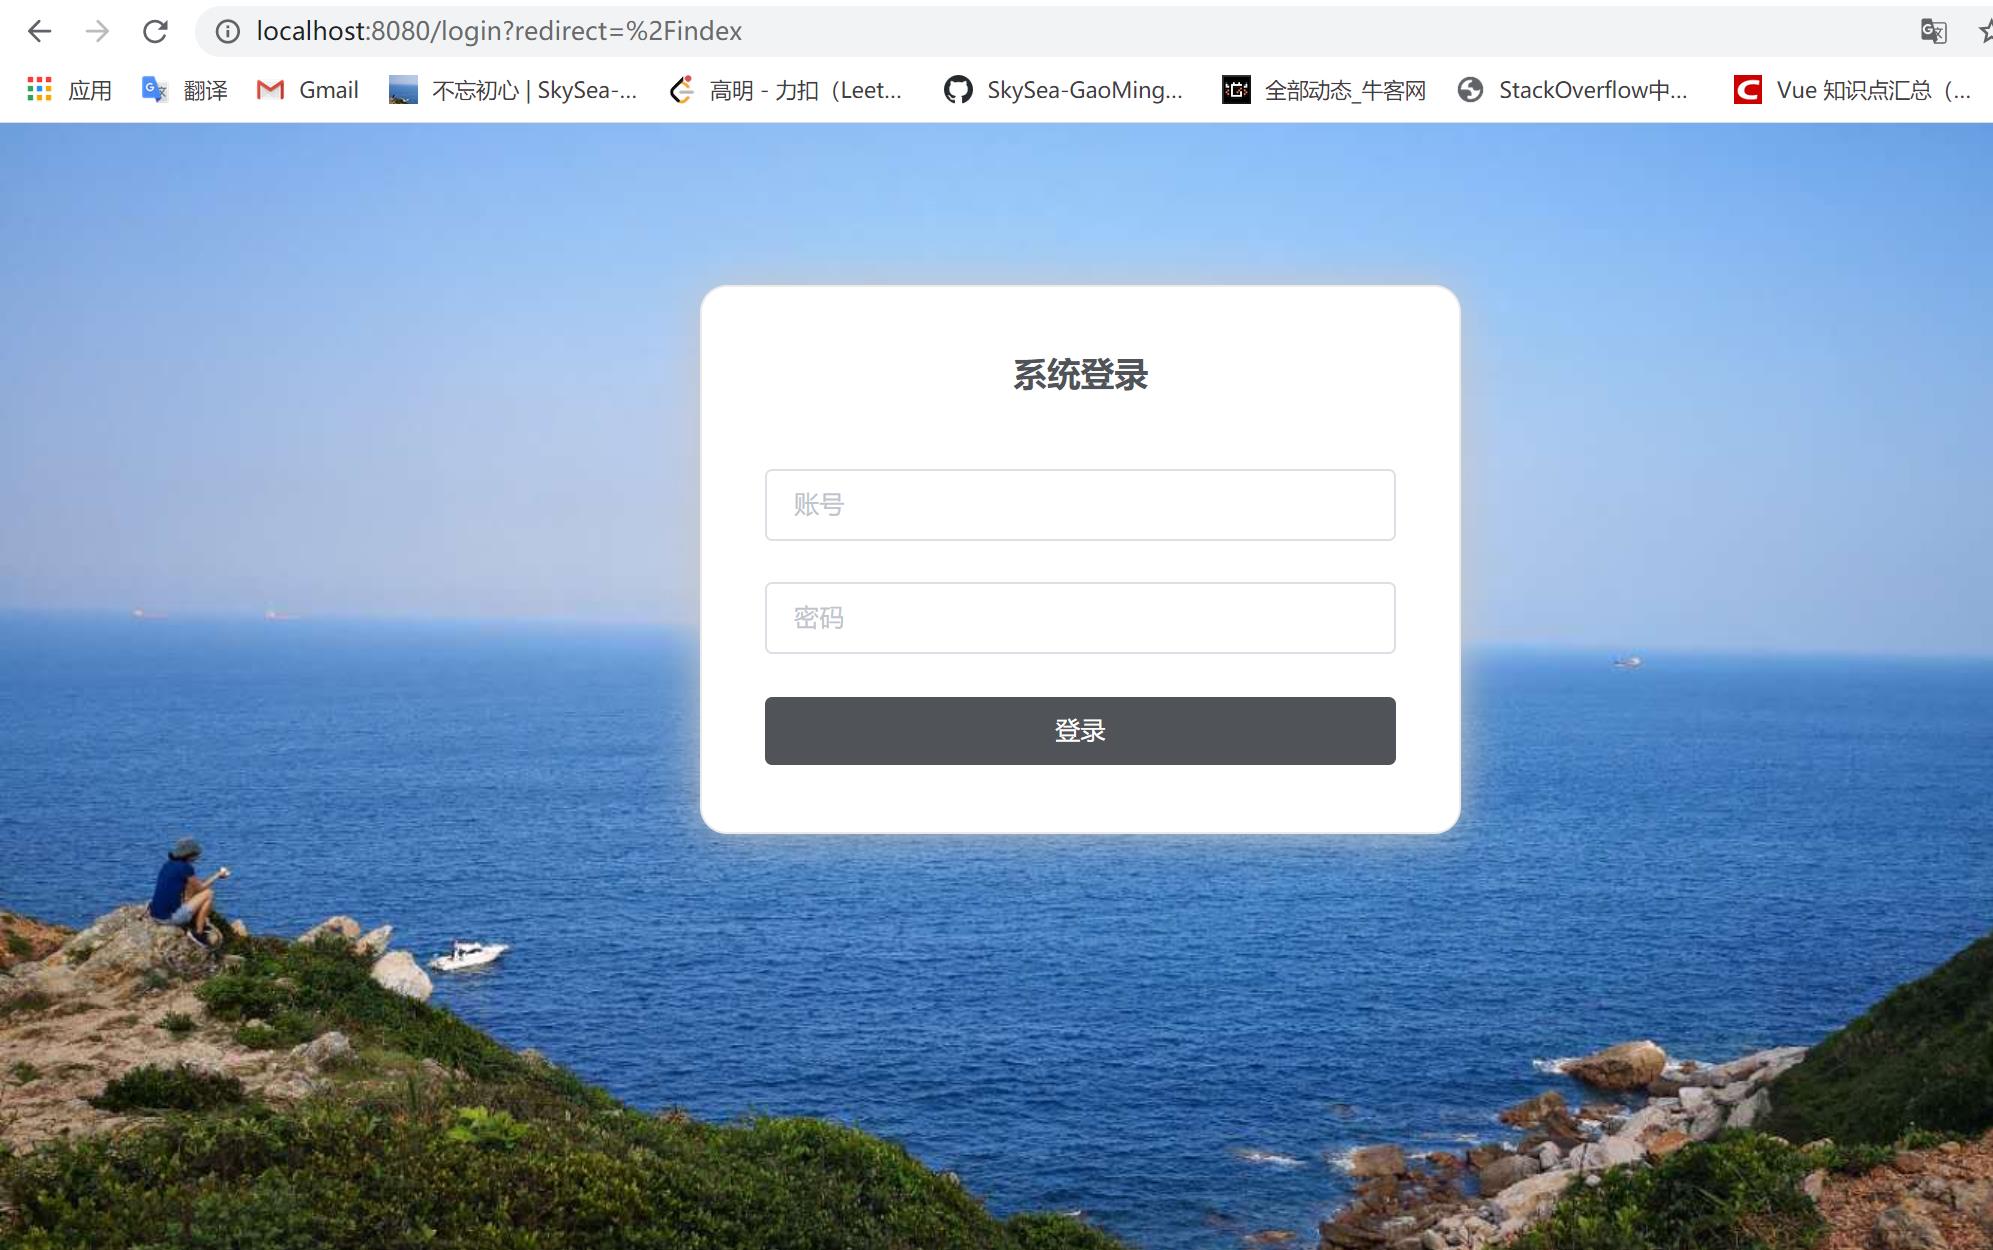 localhost:8080/login?redirect=%2Findex
应用 翻译 Gmail 不忘初心 | SkySea-... 高明 - 力扣（Leet... SkySea-GaoMing... 全部动态_牛客网 StackOverflow中... Vue 知识点汇总（...
系统登录
账号
密码
登录